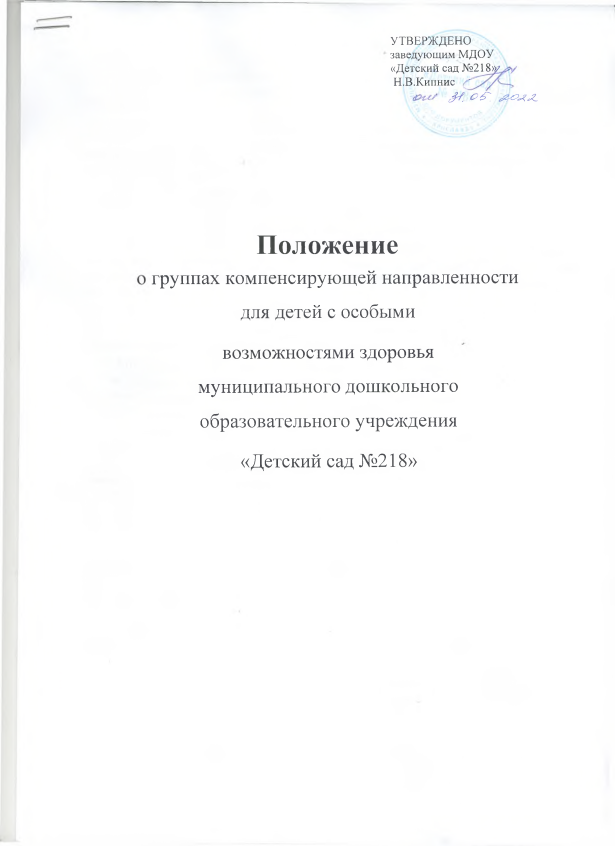 УТВЕРЖДЕНО
заведующим МДОУ
«Детский сад №218»
Н.В.Кипнис
от 31.05 2022
Положение
о группах компенсирующей направленности
для детей с особыми
возможностями здоровья
муниципального дошкольного
образовательного учреждения
«Детский сад №218»